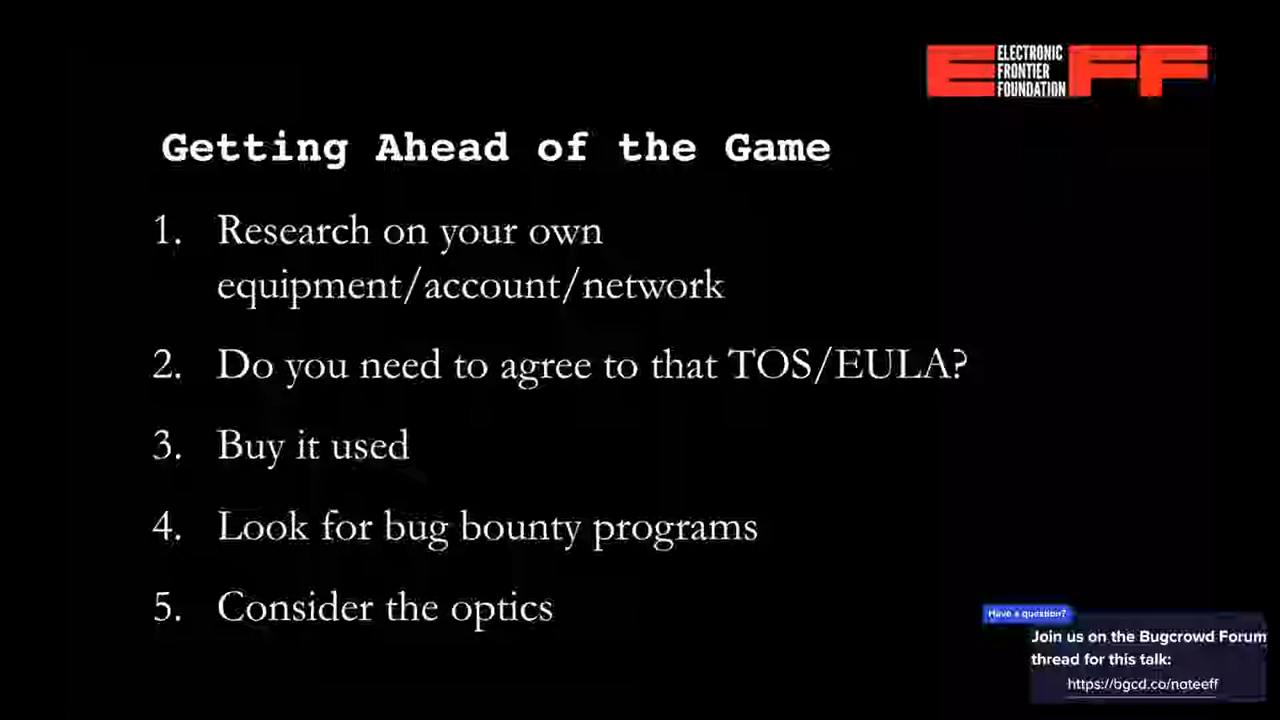 EFF
ELECTRONIC
FRONTIER
FOUNDATION
Getting Ahead of the Game
1. Research on your own
equipment/account/network
2. Do you need to agree to that TOS/EULA?
3. Buy it used
4. Look for bug bounty programs
5. Consider the optics
Have a question?
Join us on the Bugcrowd Forum
thread for this talk:
https://bgcd.co/nateeff